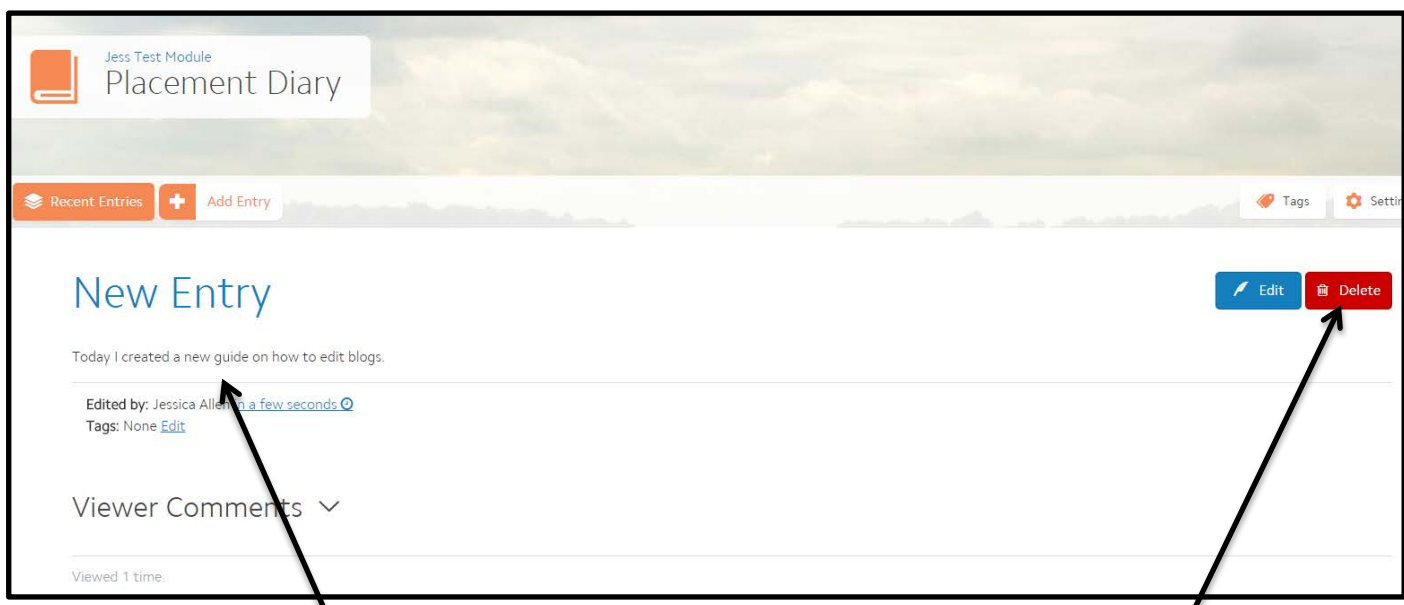 Jess Test Module
Placement Diary
Recent Entries
Add Entry
Tags
New Entry
Edit
Delete
Today I created a new guide on how to edit blogs.
Edited by: Jessica Allen a few seconds
Tags: None Edit
Viewer Comments
Viewed 1 time.